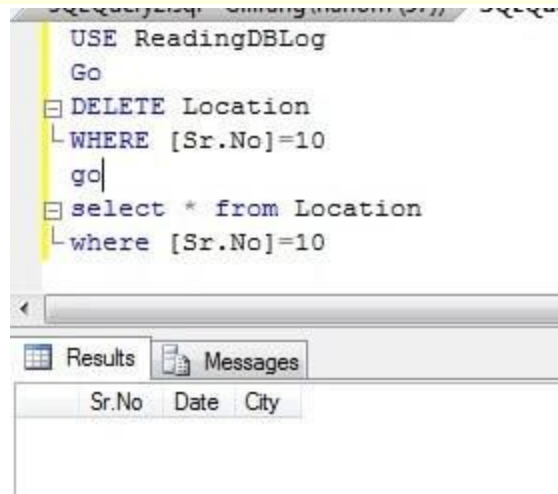 USE ReadingDBLog
Go
DELETE Location
WHERE [Sr.No]=10
go
select * from Location
where [Sr.No]=10
Results Messages
Sr.No Date City